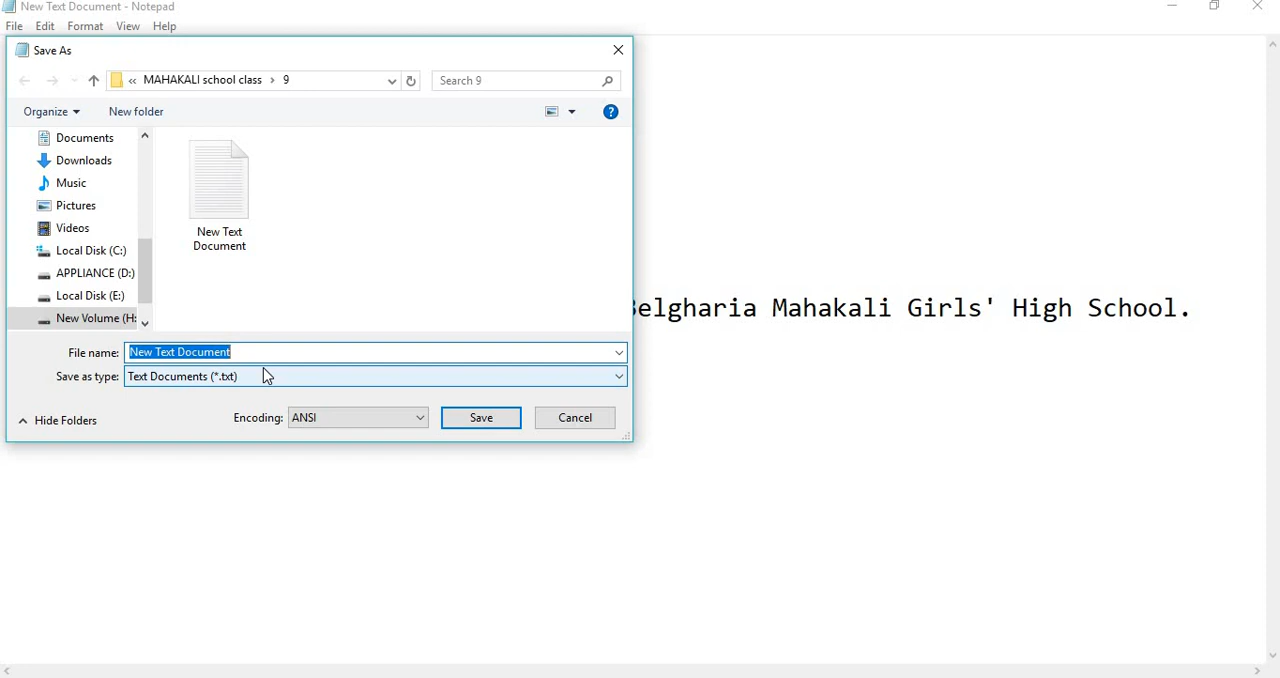 New Text Document - Notepad
File Edit Format View Help
Save As
« MAHAKALI school class › 9
Search 9
Organize
New folder
Documents
Downloads
Music
Pictures
Videos
Local Disk (C:)
APPLIANCE (D:)
Local Disk (E:)
New Volume (H:
New Text
Document
Belgharia Mahakali Girls' High School.
File name: New Text Document
Save as type: Text Documents (*.txt)
Hide Folders
Encoding: ANSI
Save
Cancel